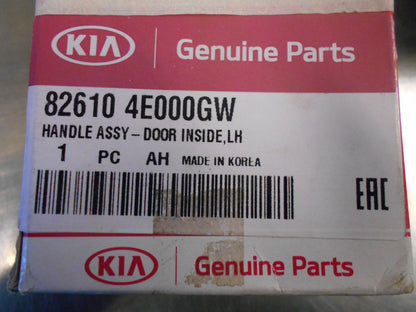 KIA Genuine Parts
82610 4E000GW
HANDLE ASSY-DOOR INSIDE,LH
1 PC AH MADE IN KOREA
EAC
KIA Genuine Parts